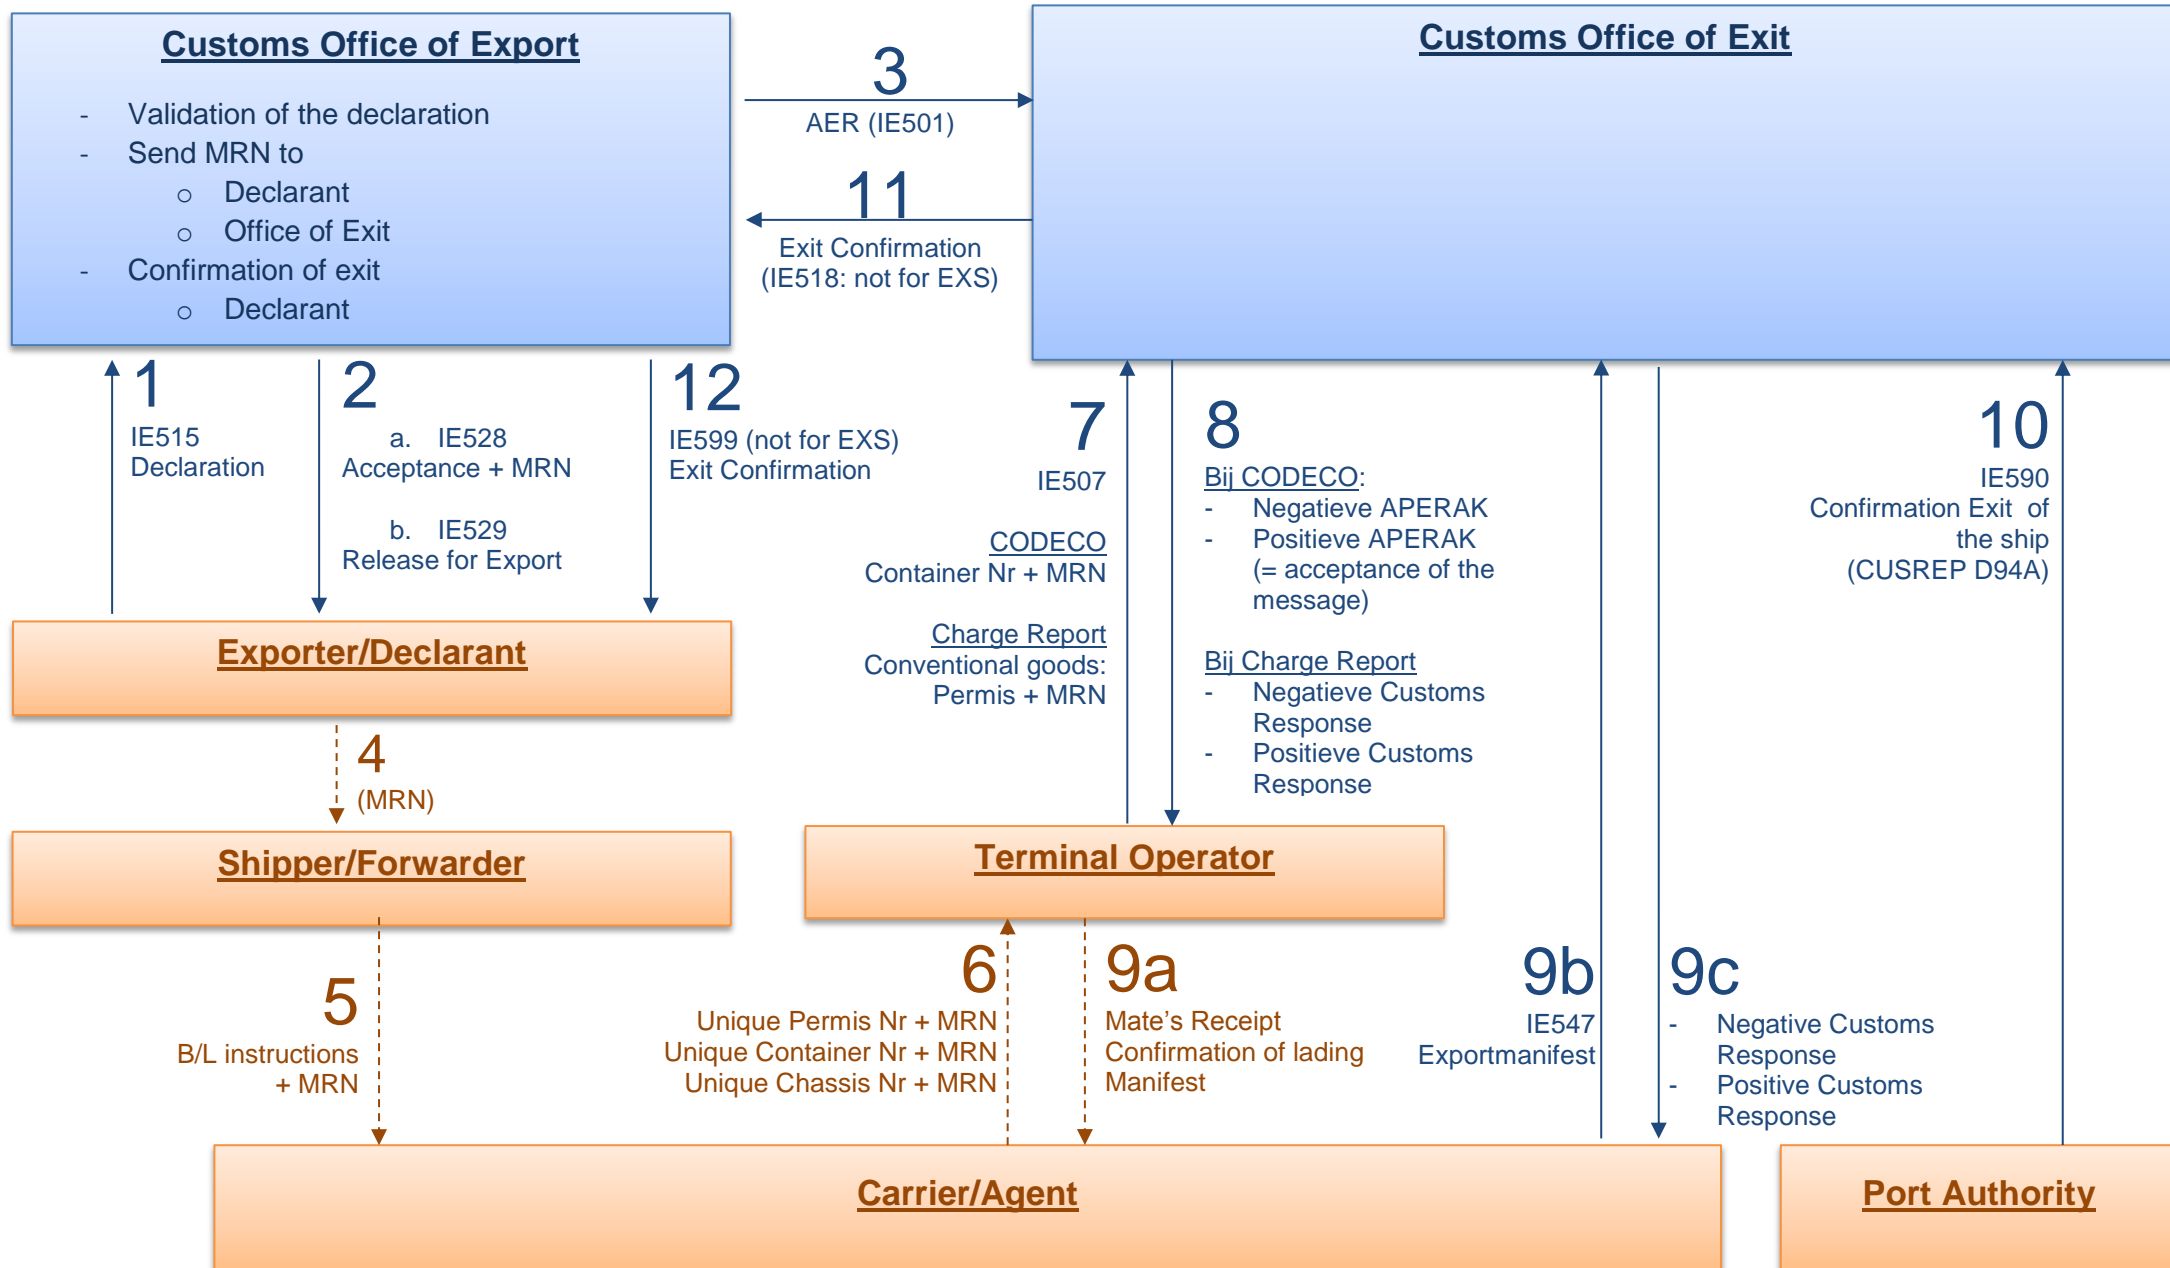 Customs Office of Export
- Validation of the declaration
- Send MRN to
o Declarant
o Office of Exit
- Confirmation of exit
o Declarant
3
AER (IE501)
11
Exit Confirmation
(IE518: not for EXS)
Customs Office of Exit
1
IE515
Declaration
2
a. IE528
Acceptance + MRN
b. IE529
Release for Export
12
IE599 (not for EXS)
Exit Confirmation
7
IE507
CODECO
Container Nr + MRN
Charge Report
Conventional goods:
Permis + MRN
8
Bij CODECO:
- Negatieve APERAK
- Positieve APERAK
(= acceptance of the
message)
Bij Charge Report
- Negatieve Customs
Response
- Positieve Customs
Response
10
IE590
Confirmation Exit of
the ship
(CUSREP D94A)
Exporter/Declarant
4
(MRN)
Shipper/Forwarder
Terminal Operator
5
B/L instructions
+ MRN
6
Unique Permis Nr + MRN
Unique Container Nr + MRN
Unique Chassis Nr + MRN
9a
Mate’s Receipt
Confirmation of lading
Manifest
9b
IE547
Exportmanifest
9c
- Negative Customs
Response
- Positive Customs
Response
Carrier/Agent
Port Authority